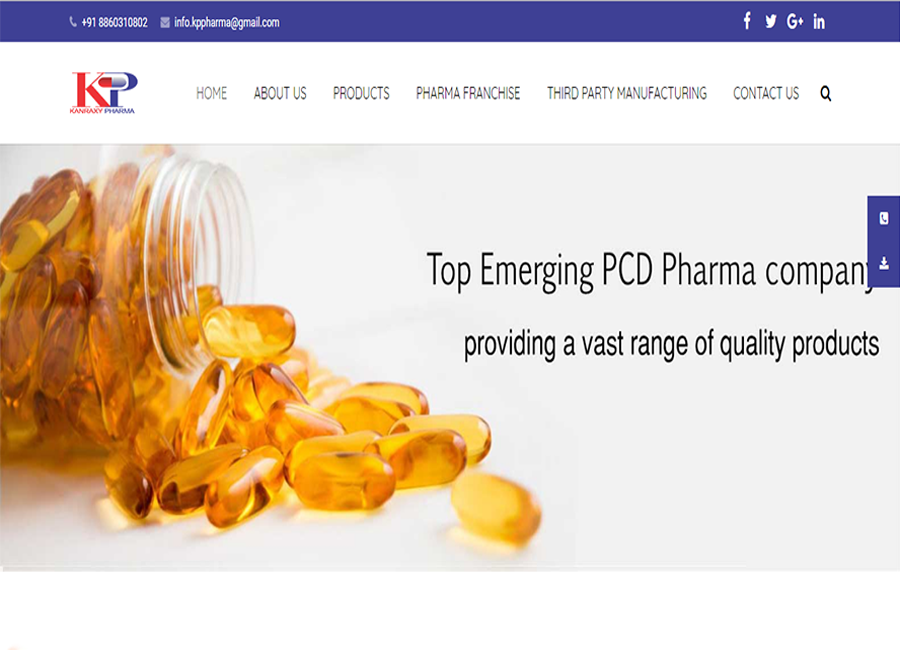 +91 8860310802 info.kppharma@gmail.com
KP
KANRAXY PHARMA
HOME ABOUT US PRODUCTS PHARMA FRANCHISE THIRD PARTY MANUFACTURING CONTACT US
Top Emerging PCD Pharma company
providing a vast range of quality products